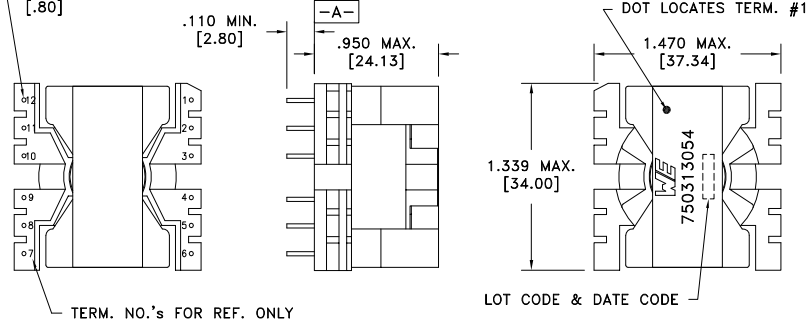 [.80]
.110 MIN.
[2.80]
-A-
.950 MAX.
[24.13]
DOT LOCATES TERM. #1
1.470 MAX.
[37.34]
12
11
10
9
8
7
1
2
3
4
5
6
1.339 MAX.
[34.00]
WE
750313054
LOT CODE & DATE CODE
TERM. NO.'s FOR REF. ONLY